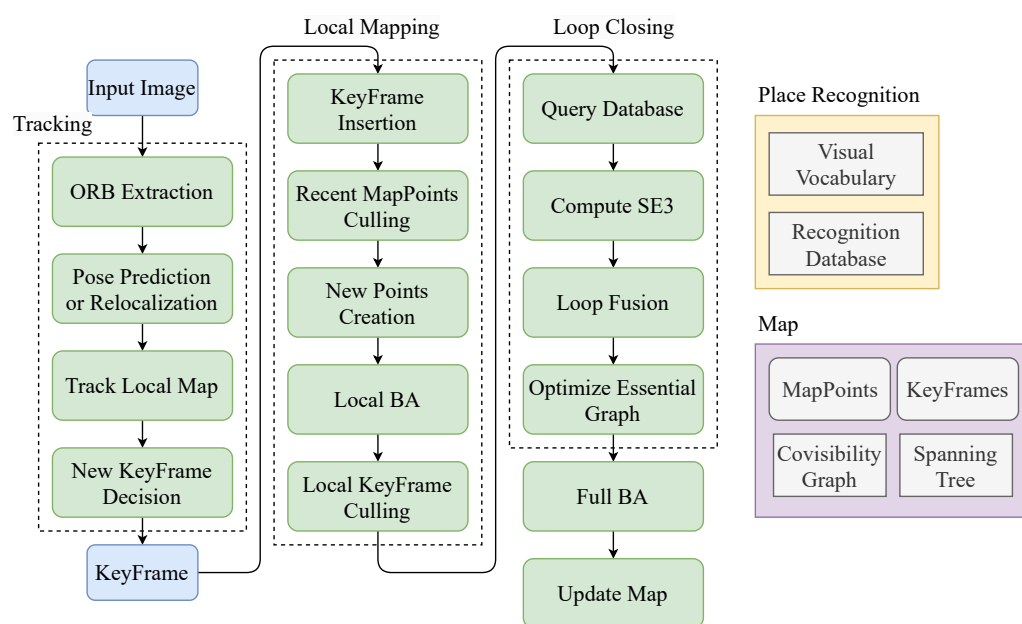 Input Image
Tracking
ORB Extraction
Pose Prediction
or Relocalization
Track Local Map
New KeyFrame
Decision
KeyFrame
Local Mapping
KeyFrame
Insertion
Recent MapPoints
Culling
New Points
Creation
Local BA
Local KeyFrame
Culling
Loop Closing
Query Database
Compute SE3
Loop Fusion
Optimize Essential
Graph
Full BA
Update Map
Place Recognition
Visual
Vocabulary
Recognition
Database
Map
MapPoints
KeyFrames
Covisibility
Graph
Spanning
Tree